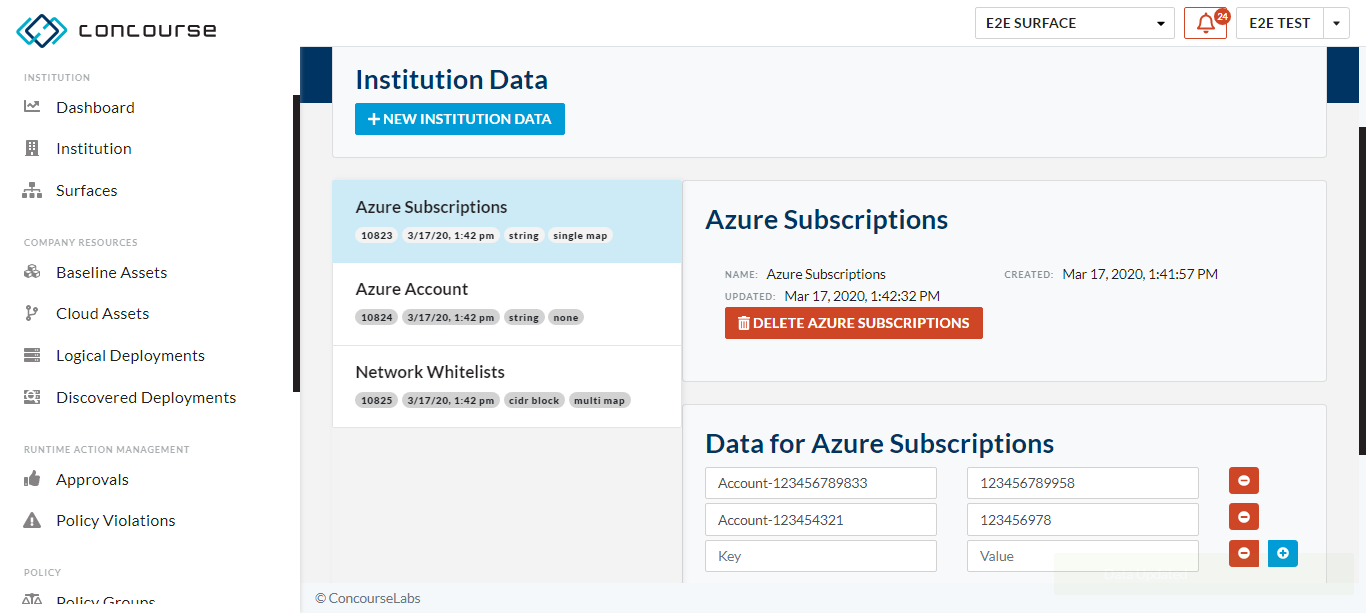 concourse
E2E SURFACE
24
E2E TEST
INSTITUTION
Dashboard
Institution
Surfaces
COMPANY RESOURCES
Baseline Assets
Cloud Assets
Logical Deployments
Discovered Deployments
RUNTIME ACTION MANAGEMENT
Approvals
Policy Violations
POLICY
Policy Groups
Institution Data
NEW INSTITUTION DATA
Azure Subscriptions
10823 3/17/20, 1:42 pm string single map
Azure Account
10824 3/17/20, 1:42 pm string none
Network Whitelists
10825 3/17/20, 1:42 pm cidr block multi map
Azure Subscriptions
NAME: Azure Subscriptions CREATED: Mar 17, 2020, 1:41:57 PM
UPDATED: Mar 17, 2020, 1:42:32 PM
DELETE AZURE SUBSCRIPTIONS
Data for Azure Subscriptions
Account-123456789833 123456789958
Account-123454321 123456978
Key Value
© ConcourseLabs